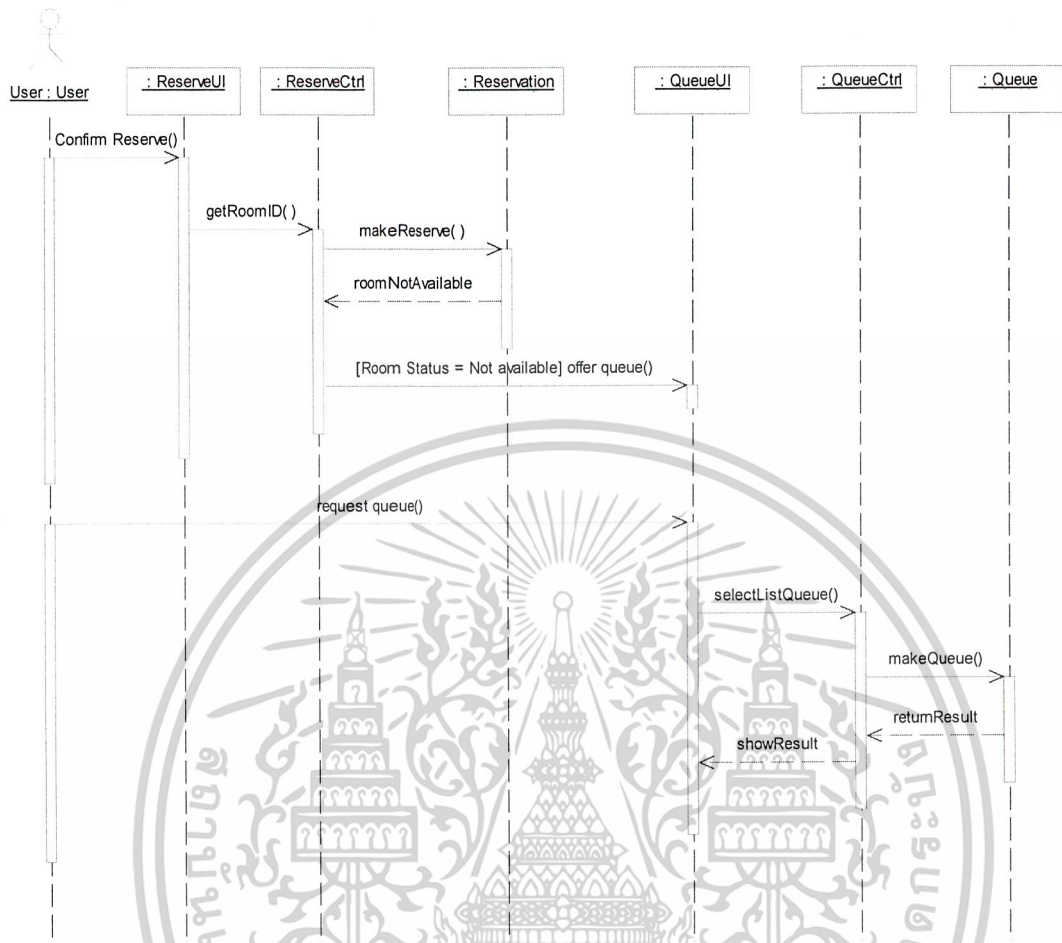 User : User
: ReserveUI
: ReserveCtrl
: Reservation
: QueueUI
: QueueCtrl
: Queue
Confirm Reserve()
getRoomID( )
makeReserve( )
roomNotAvailable
[Room Status = Not available] offer queue()
request queue()
selectListQueue()
makeQueue()
returnResult
showResult